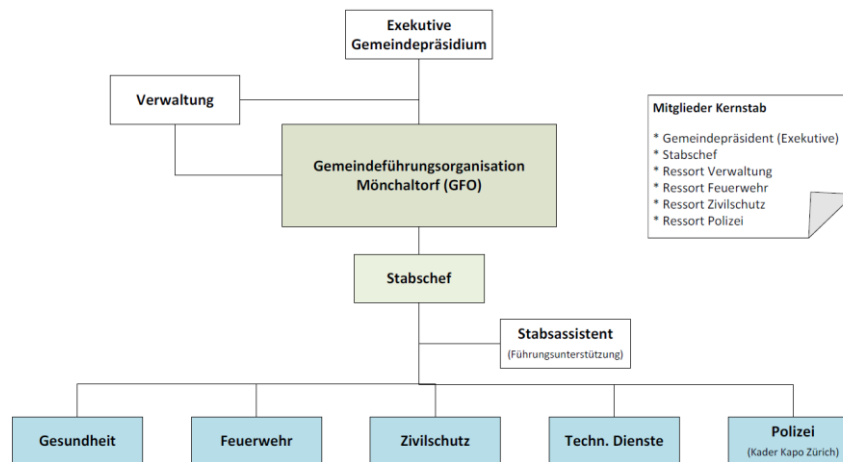 Exekutive
Gemeindepräsidium
Verwaltung
Gemeindeführungsorganisation
Mönchaltorf (GFO)
Mitglieder Kernstab
* Gemeindepräsident (Exekutive)
* Stabschef
* Ressort Verwaltung
* Ressort Feuerwehr
* Ressort Zivilschutz
* Ressort Polizei
Stabschef
Stabsassistent
(Führungsunterstützung)
Gesundheit
Feuerwehr
Zivilschutz
Techn. Dienste
Polizei
(Kader Kapo Zürich)